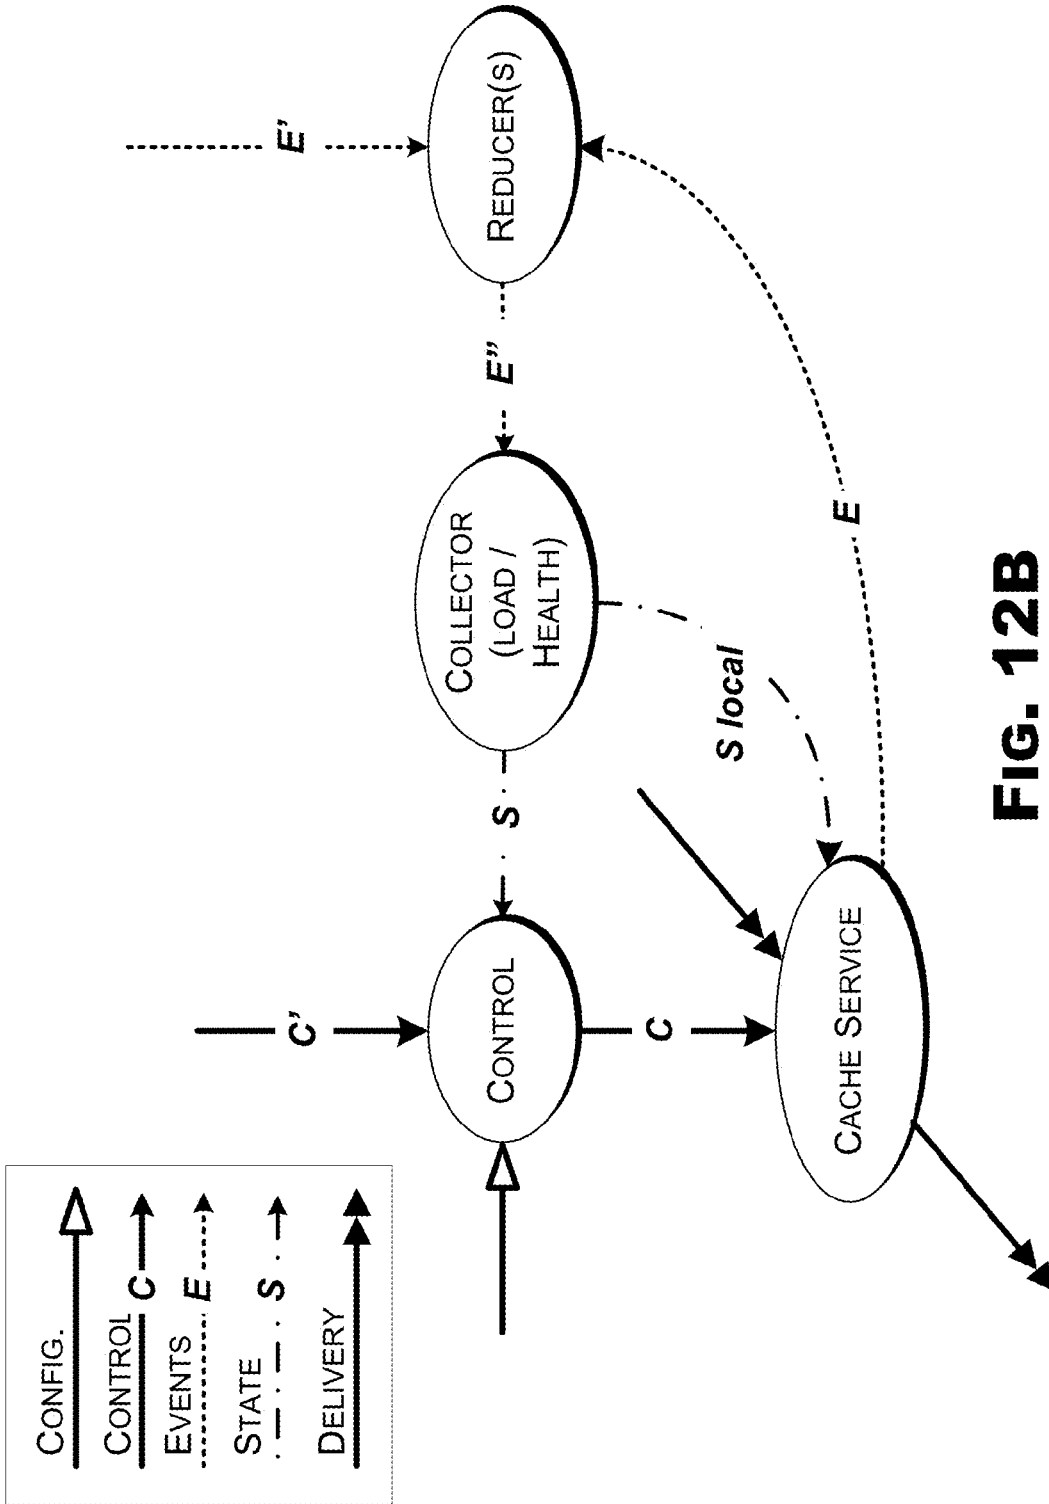 CONFIG.
CONTROL
C
EVENTS
E
STATE
S
DELIVERY
C'
E'
CONTROL
S
COLLECTOR
(LOAD /
HEALTH)
E"
REDUCER(S)
C
S local
CACHE SERVICE
E
FIG. 12B